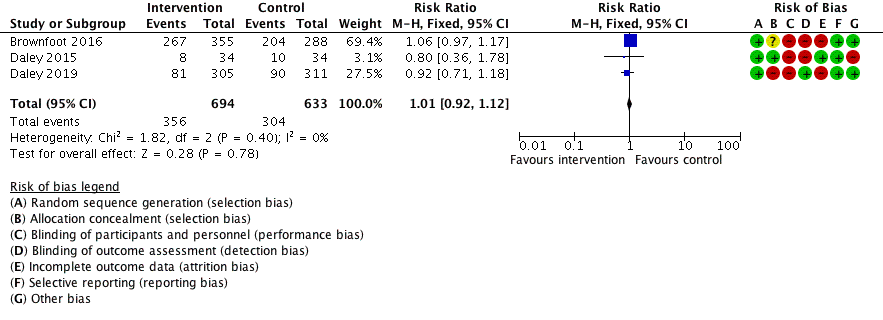 Intervention Control Risk Ratio Risk Ratio Risk of Bias
Study or Subgroup Events Total Events Total Weight M-H, Fixed, 95% CI M-H, Fixed, 95% CI A B C D E F G
Brownfoot 2016 267 355 204 288 69.4% 1.06 [0.97, 1.17] + ? − − − + +
Daley 2015 8 34 10 34 3.1% 0.80 [0.36, 1.78] + + − − + + −
Daley 2019 81 305 90 311 27.5% 0.92 [0.71, 1.18] + − − + − + +
Total (95% CI) 694 633 100.0% 1.01 [0.92, 1.12]
Total events 356 304
Heterogeneity: Chi² = 1.82, df = 2 (P = 0.40); I² = 0%
Test for overall effect: Z = 0.28 (P = 0.78)
0.01 0.1 1 10 100
Favours intervention Favours control
Risk of bias legend
(A) Random sequence generation (selection bias)
(B) Allocation concealment (selection bias)
(C) Blinding of participants and personnel (performance bias)
(D) Blinding of outcome assessment (detection bias)
(E) Incomplete outcome data (attrition bias)
(F) Selective reporting (reporting bias)
(G) Other bias